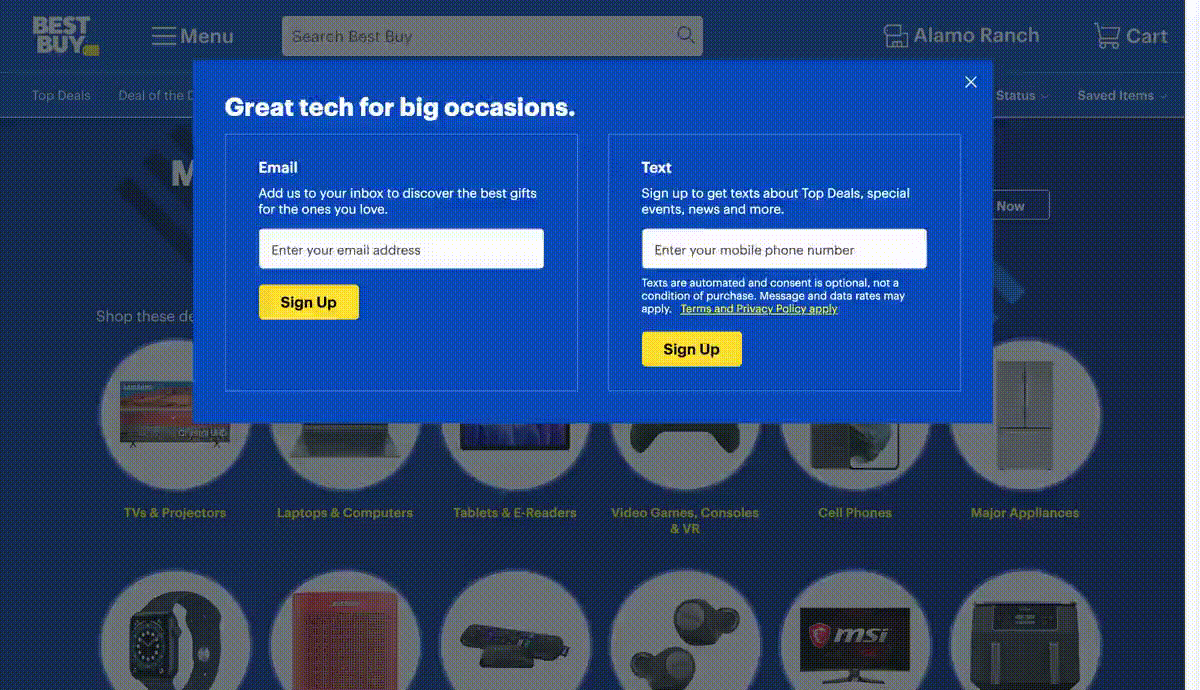 BEST
BUY
Menu
Search Best Buy
Alamo Ranch
Cart
Top Deals
Deal of the D
Status
Saved Items
Great tech for big occasions.
M
Email
Add us to your inbox to discover the best gifts
for the ones you love.
Enter your email address
Sign Up
Text
Sign up to get texts about Top Deals, special
events, news and more.
Enter your mobile phone number
Texts are automated and consent is optional, not a
condition of purchase. Message and data rates may
apply. Terms and Privacy Policy apply
Sign Up
Now
Shop these de
SAMSUNG
Crystal UHD
TVs & Projectors
Laptops & Computers
Tablets & E-Readers
Video Games, Consoles
& VR
Cell Phones
Major Appliances
msi